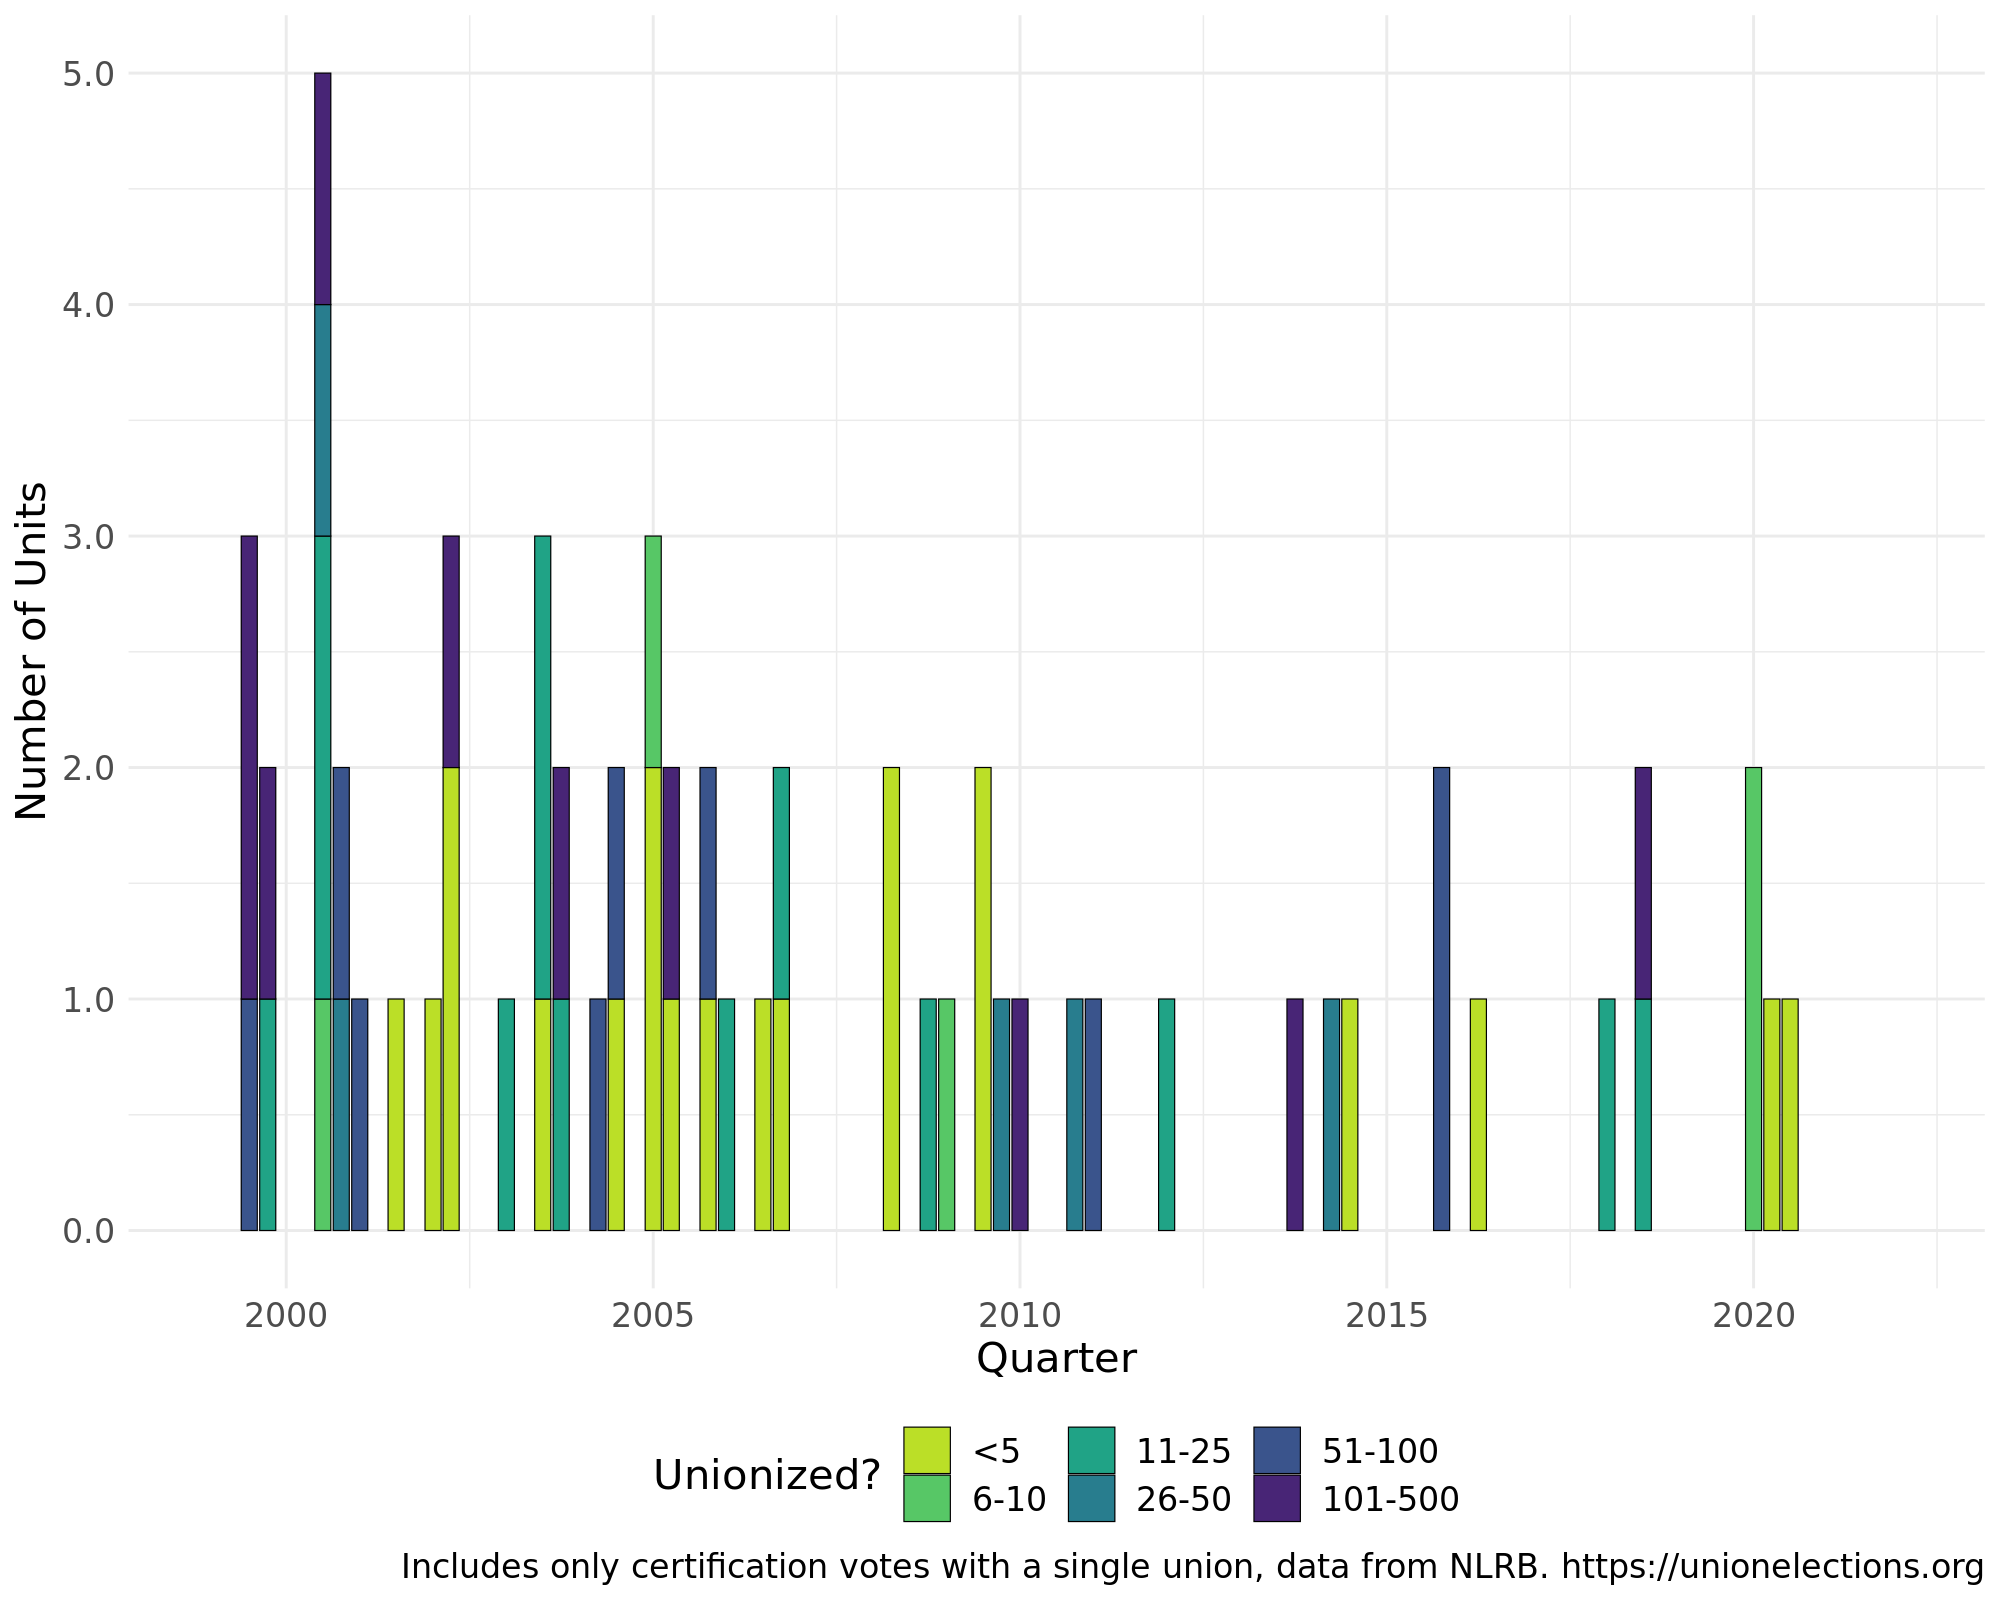 5.0
4.0
3.0
2.0
1.0
0.0
Number of Units
2000 2005 2010 2015 2020
Quarter
Unionized?
<5 11-25 51-100
6-10 26-50 101-500
Includes only certification votes with a single union, data from NLRB. https://unionelections.org